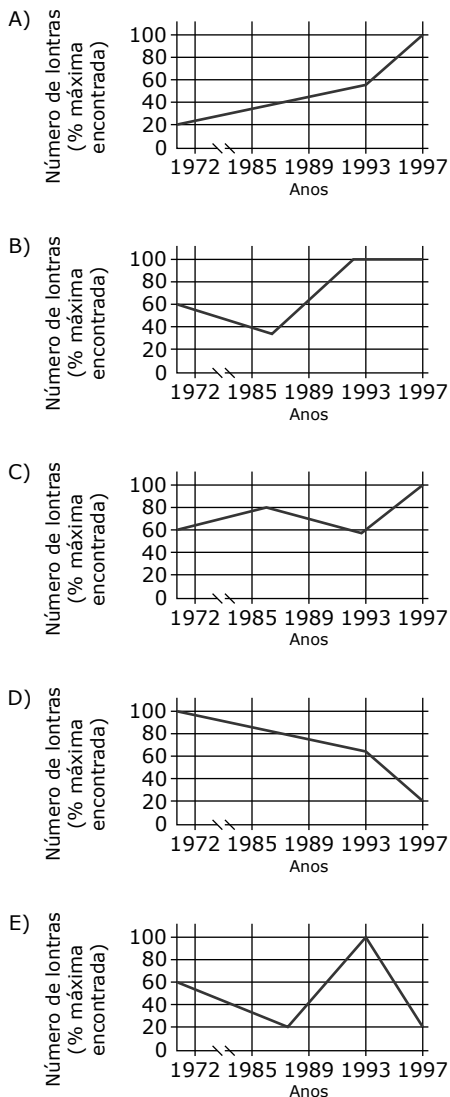 A)
Número de lontras
(% máxima
encontrada)
100
80
60
40
20
0
1972 1985 1989 1993 1997
Anos
B)
Número de lontras
(% máxima
encontrada)
100
80
60
40
20
0
1972 1985 1989 1993 1997
Anos
C)
Número de lontras
(% máxima
encontrada)
100
80
60
40
20
0
1972 1985 1989 1993 1997
Anos
D)
Número de lontras
(% máxima
encontrada)
100
80
60
40
20
0
1972 1985 1989 1993 1997
Anos
E)
Número de lontras
(% máxima
encontrada)
100
80
60
40
20
0
1972 1985 1989 1993 1997
Anos